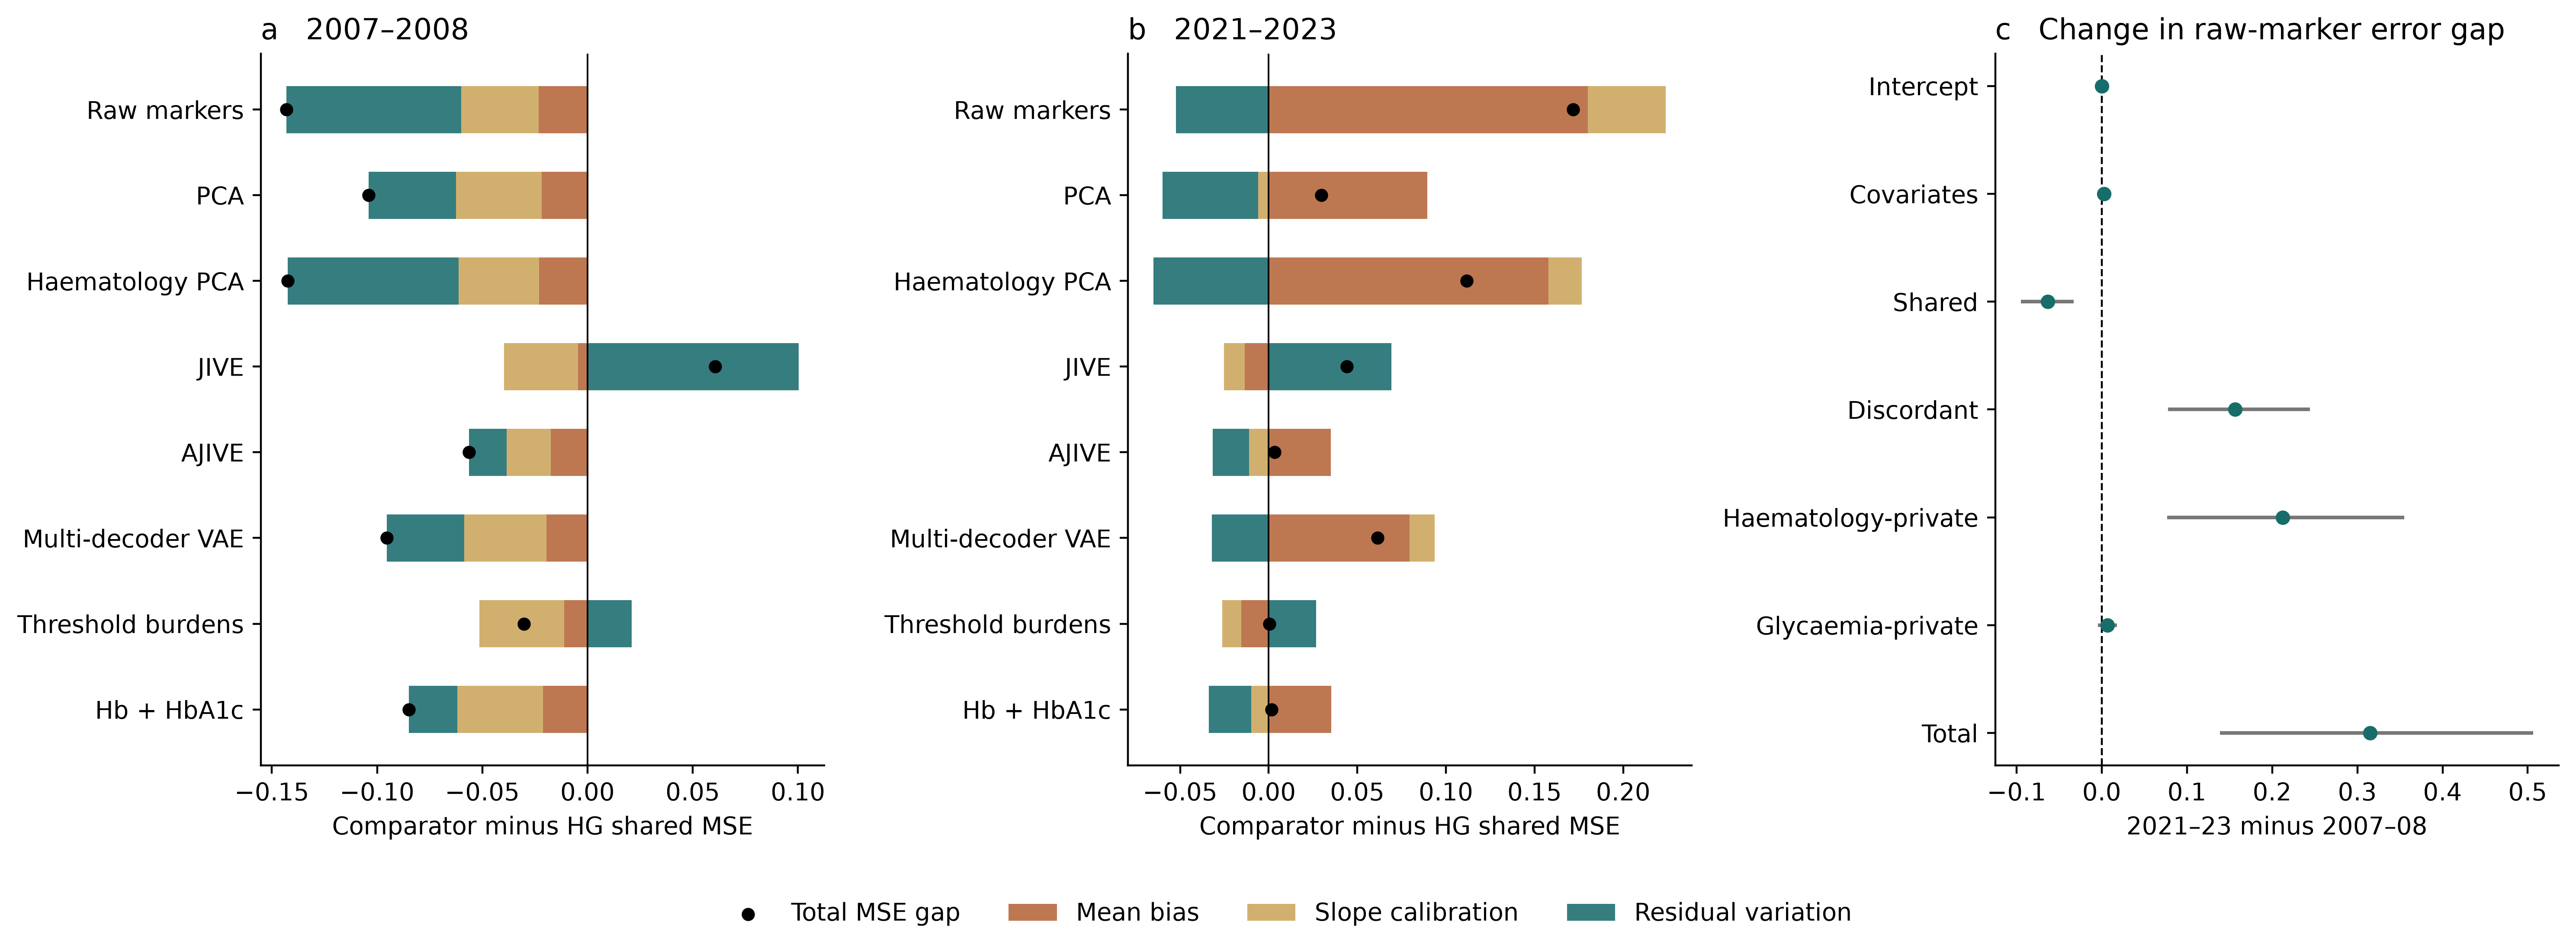 a 2007–2008
Raw markers
PCA
Haematology PCA
JIVE
AJIVE
Multi-decoder VAE
Threshold burdens
Hb + HbA1c
−0.15 −0.10 −0.05 0.00 0.05 0.10
Comparator minus HG shared MSE
b 2021–2023
Raw markers
PCA
Haematology PCA
JIVE
AJIVE
Multi-decoder VAE
Threshold burdens
Hb + HbA1c
−0.05 0.00 0.05 0.10 0.15 0.20
Comparator minus HG shared MSE
c Change in raw-marker error gap
Intercept
Covariates
Shared
Discordant
Haematology-private
Glycaemia-private
Total
−0.1 0.0 0.1 0.2 0.3 0.4 0.5
2021–23 minus 2007–08
Total MSE gap Mean bias Slope calibration Residual variation